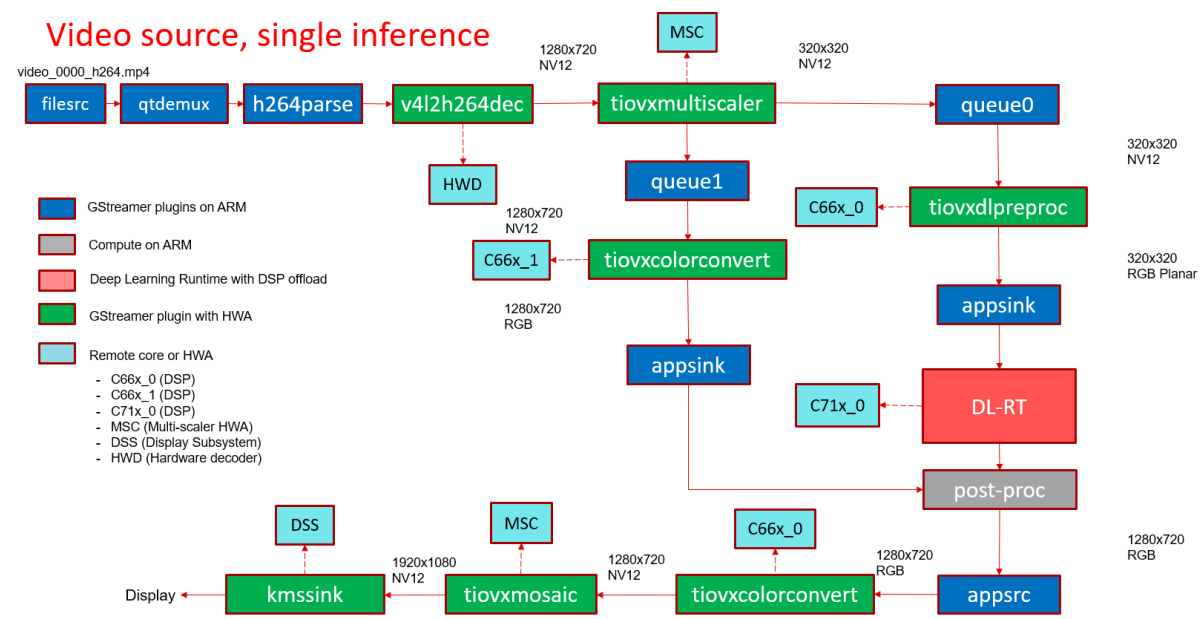 Video source, single inference
video_0000_h264.mp4
filesrc
qtdemux
h264parse
v4l2h264dec
1280x720
NV12
tiovxmultiscaler
MSC
320x320
NV12
queue0
HWD
queue1
320x320
NV12
C66x_0
tiovxdlpreproc
1280x720
NV12
C66x_1
tiovxcolorconvert
320x320
RGB Planar
1280x720
RGB
appsink
appsink
C71x_0
DL-RT
post-proc
GStreamer plugins on ARM
Compute on ARM
Deep Learning Runtime with DSP offload
GStreamer plugin with HWA
Remote core or HWA
- C66x_0 (DSP)
- C66x_1 (DSP)
- C71x_0 (DSP)
- MSC (Multi-scaler HWA)
- DSS (Display Subsystem)
- HWD (Hardware decoder)
1280x720
RGB
appsrc
1280x720
RGB
C66x_0
tiovxcolorconvert
1280x720
NV12
MSC
tiovxmosaic
1920x1080
NV12
DSS
kmssink
Display